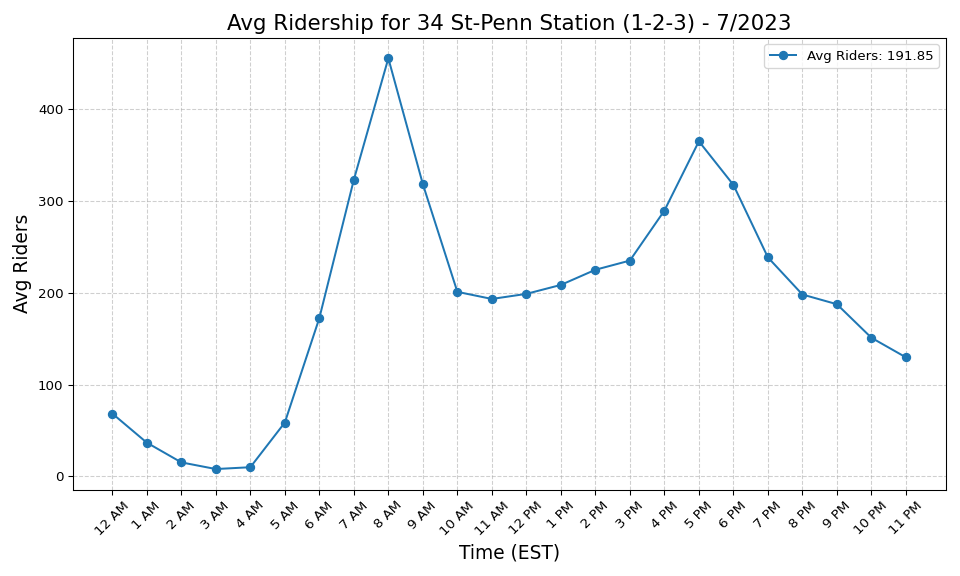 Avg Ridership for 34 St-Penn Station (1-2-3) - 7/2023
Avg Riders: 191.85
Avg Riders
400
300
200
100
0
12 AM
1 AM
2 AM
3 AM
4 AM
5 AM
6 AM
7 AM
8 AM
9 AM
10 AM
11 AM
12 PM
1 PM
2 PM
3 PM
4 PM
5 PM
6 PM
7 PM
8 PM
9 PM
10 PM
11 PM
Time (EST)